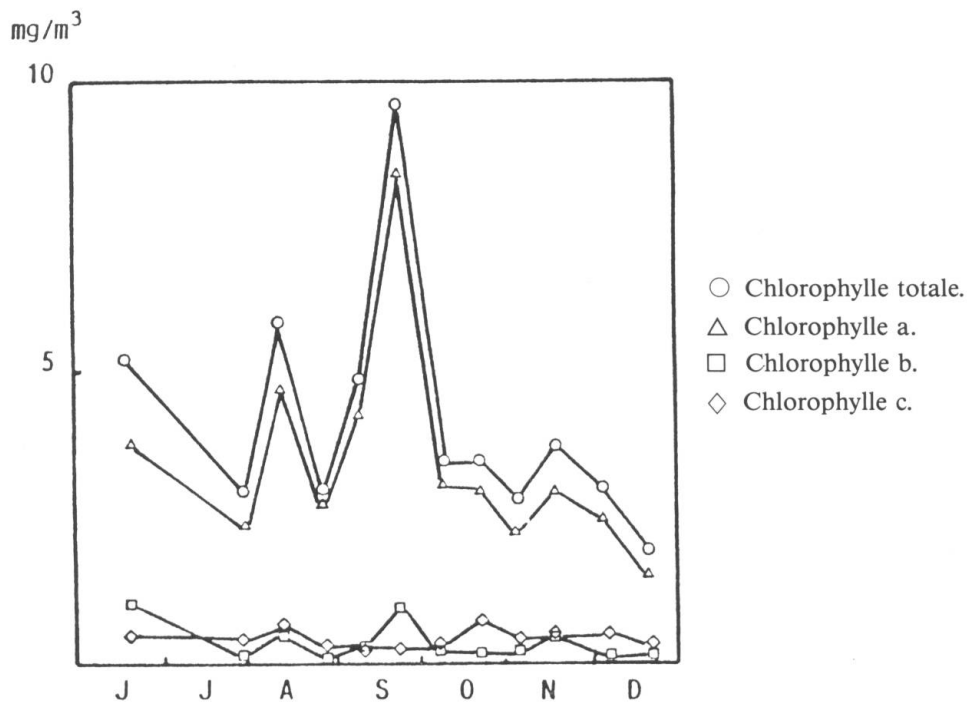 mg/m³
10
5
J J A S O N D
Chlorophylle totale.
Chlorophylle a.
Chlorophylle b.
Chlorophylle c.